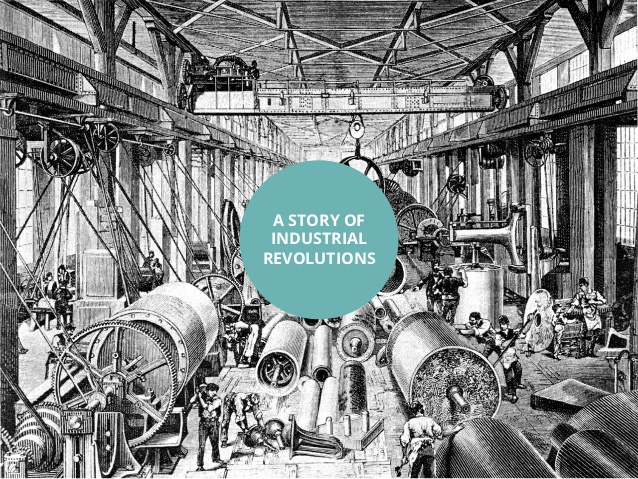 A STORY OF
INDUSTRIAL
REVOLUTIONS